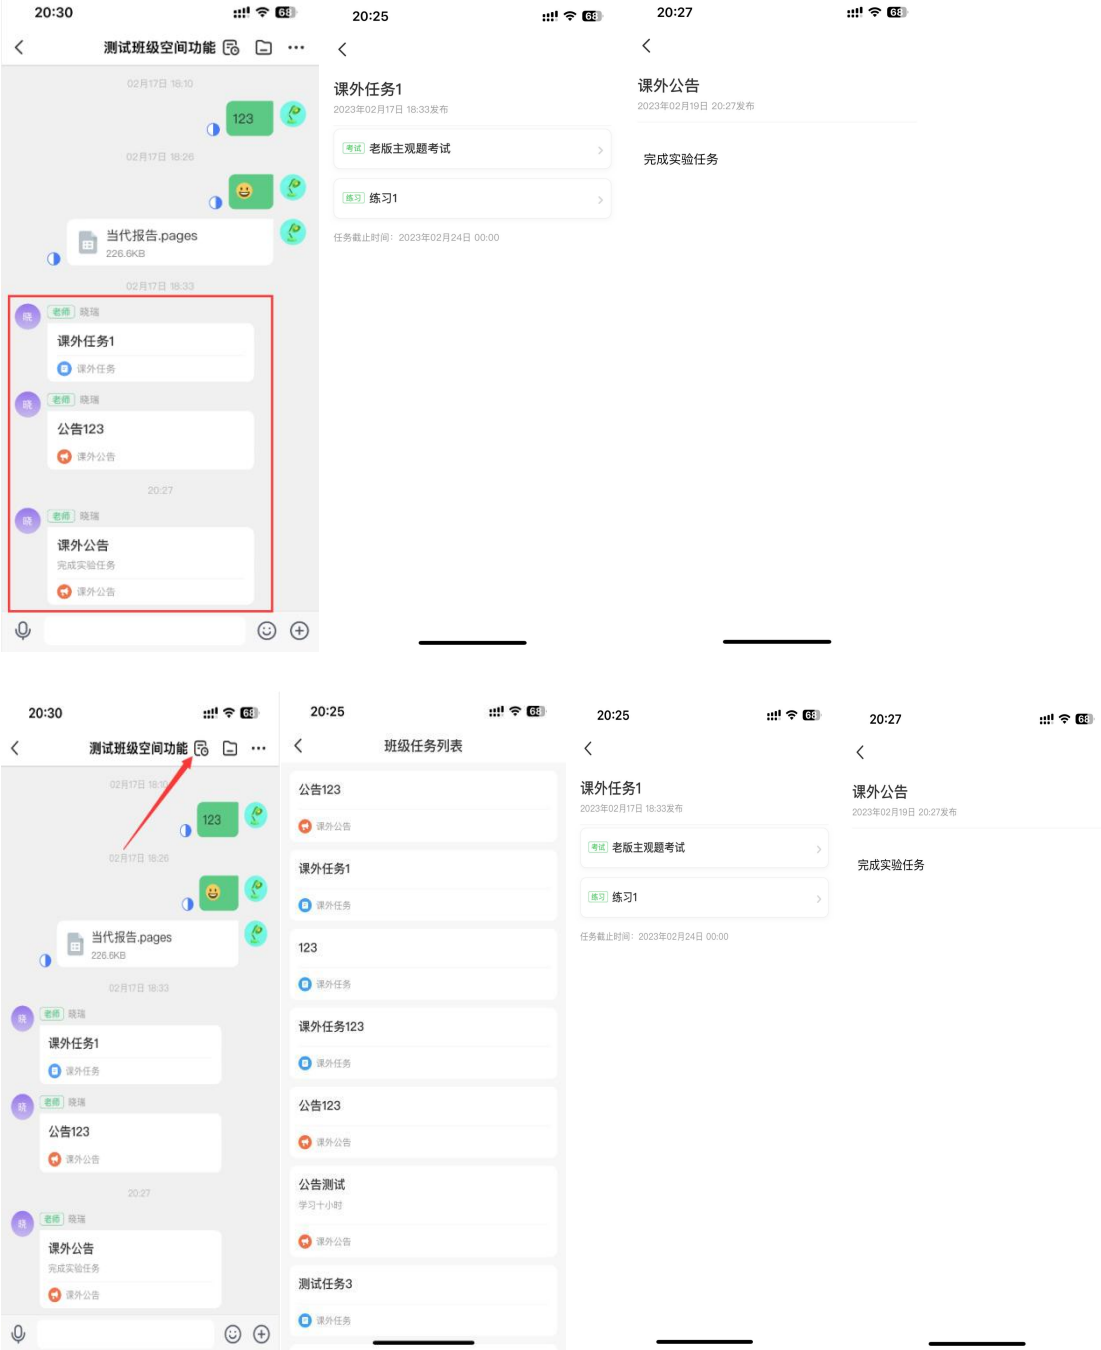 20:30
68
测试班级空间功能
02月17日 18:10
123
02月17日 18:26
当代报告.pages
226.6KB
02月17日 18:33
晓
老师 晓瑞
课外任务1
课外任务
晓
老师 晓瑞
公告123
课外公告
20:27
晓
老师 晓瑞
课外公告
完成实验任务
课外公告
20:25
68
课外任务1
2023年02月17日 18:33发布
考试 老版主观题考试
练习 练习1
任务截止时间：2023年02月24日 00:00
20:27
68
课外公告
2023年02月19日 20:27发布
完成实验任务
20:30
68
测试班级空间功能
02月17日 18:10
123
02月17日 18:26
当代报告.pages
226.6KB
02月17日 18:33
晓
老师 晓瑞
课外任务1
课外任务
晓
老师 晓瑞
公告123
课外公告
20:27
晓
老师 晓瑞
课外公告
完成实验任务
课外公告
20:25
68
班级任务列表
公告123
课外公告
课外任务1
课外任务
123
课外任务
课外任务123
课外任务
公告123
课外公告
公告测试
学习十小时
课外公告
测试任务3
课外任务
20:25
68
课外任务1
2023年02月17日 18:33发布
考试 老版主观题考试
练习 练习1
任务截止时间：2023年02月24日 00:00
20:27
68
课外公告
2023年02月19日 20:27发布
完成实验任务